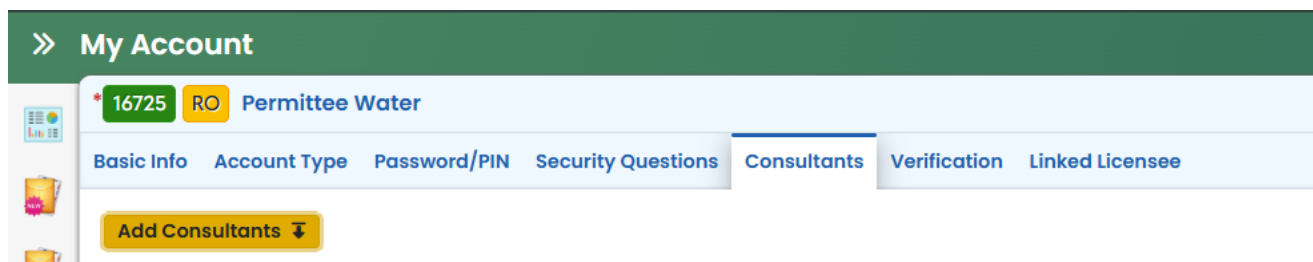 My Account
* 16725 RO Permittee Water
Basic Info Account Type Password/PIN Security Questions Consultants Verification Linked Licensee
NEW
Add Consultants